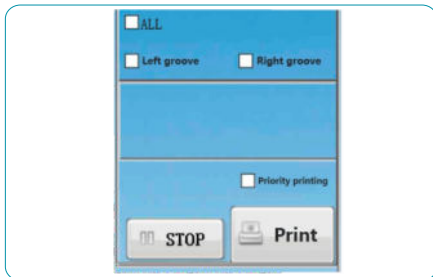 ALL
Left groove Right groove
Priority printing
STOP Print